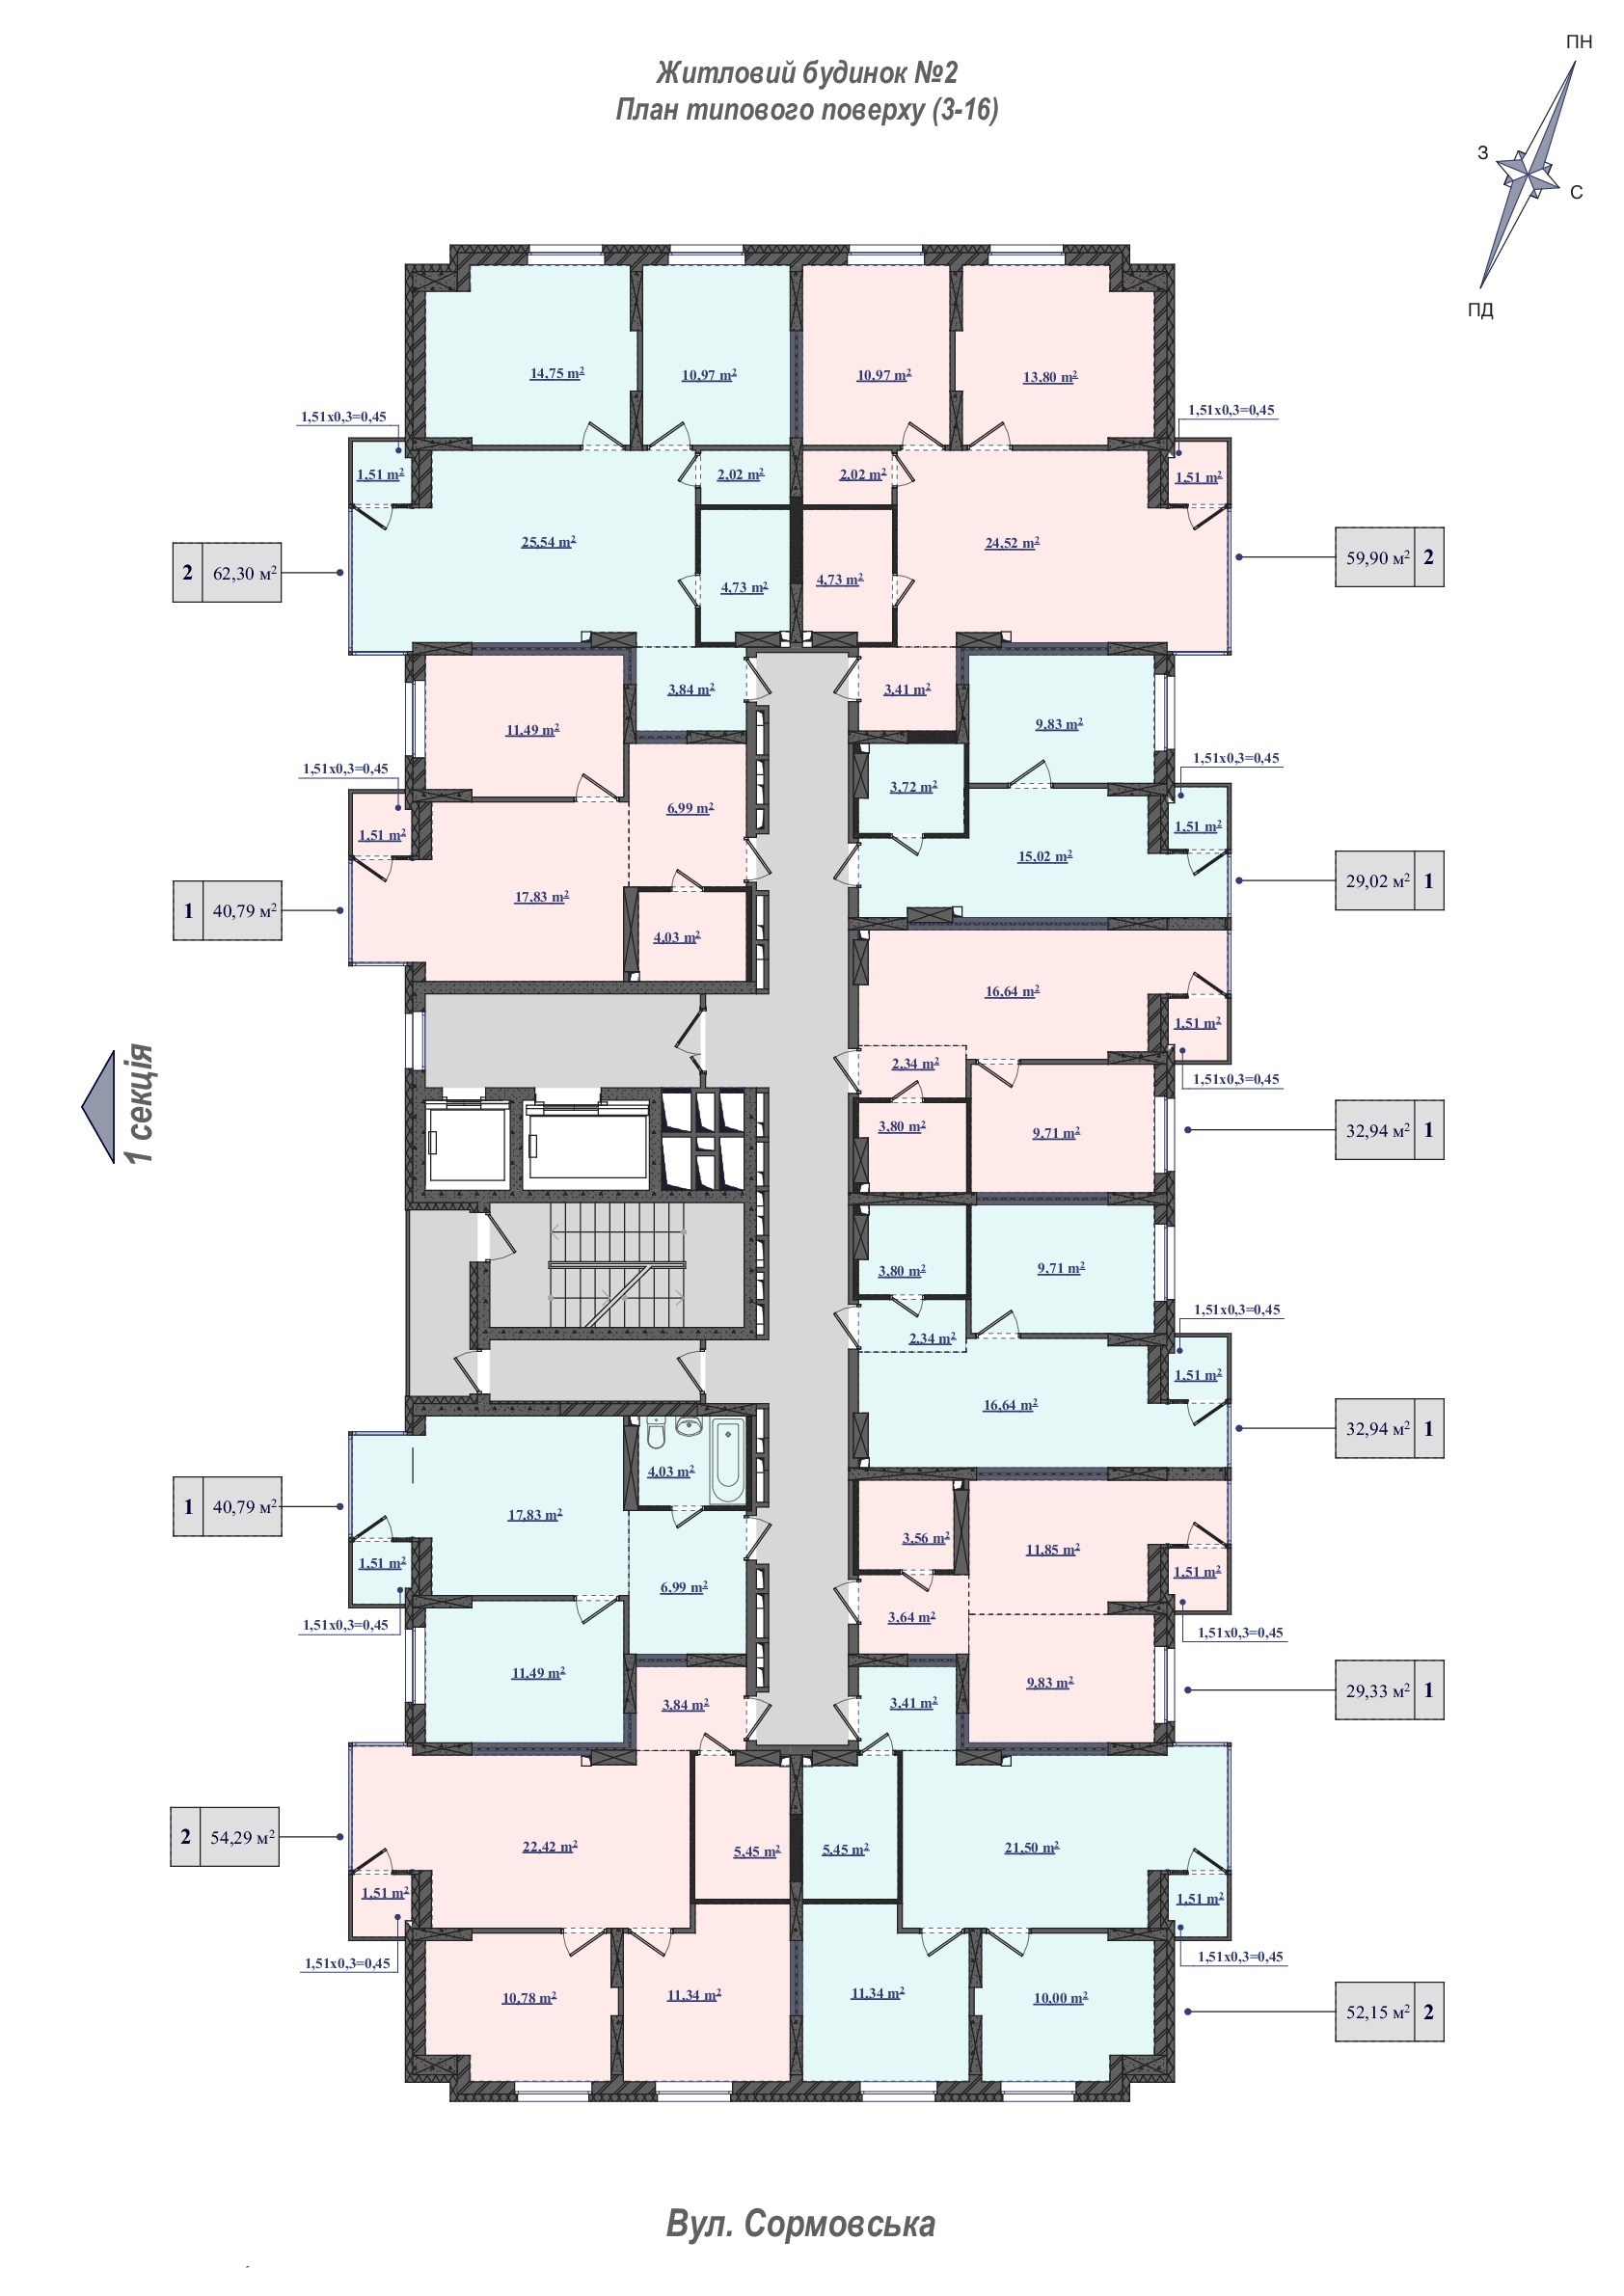 Житловий будинок №2
План типового поверху (3-16)
ПН
З
С
ПД
14,75 m²
10,97 m²
10,97 m²
13,80 m²
1,51x0,3=0,45
1,51x0,3=0,45
1,51 m²
2,02 m²
2,02 m²
1,51 m²
25,54 m²
24,52 m²
2 62,30 м²
59,90 м² 2
4,73 m²
4,73 m²
3,84 m²
3,41 m²
11,49 m²
9,83 m²
1,51x0,3=0,45
1,51x0,3=0,45
6,99 m²
3,72 m²
1,51 m²
1,51 m²
15,02 m²
17,83 m²
29,02 м² 1
1 40,79 м²
4,03 m²
16,64 m²
1,51 m²
2,34 m²
1,51x0,3=0,45
1 секція
3,80 m²
9,71 m²
32,94 м² 1
3,80 m²
9,71 m²
1,51x0,3=0,45
2,34 m²
1,51 m²
16,64 m²
32,94 м² 1
4,03 m²
1 40,79 м²
17,83 m²
3,56 m²
11,85 m²
1,51 m²
1,51 m²
6,99 m²
3,64 m²
1,51x0,3=0,45
1,51x0,3=0,45
11,49 m²
9,83 m²
29,33 м² 1
3,84 m²
3,41 m²
2 54,29 м²
22,42 m²
5,45 m²
5,45 m²
21,50 m²
1,51 m²
1,51 m²
1,51x0,3=0,45
1,51x0,3=0,45
10,78 m²
11,34 m²
11,34 m²
10,00 m²
52,15 м² 2
Вул. Сормовська